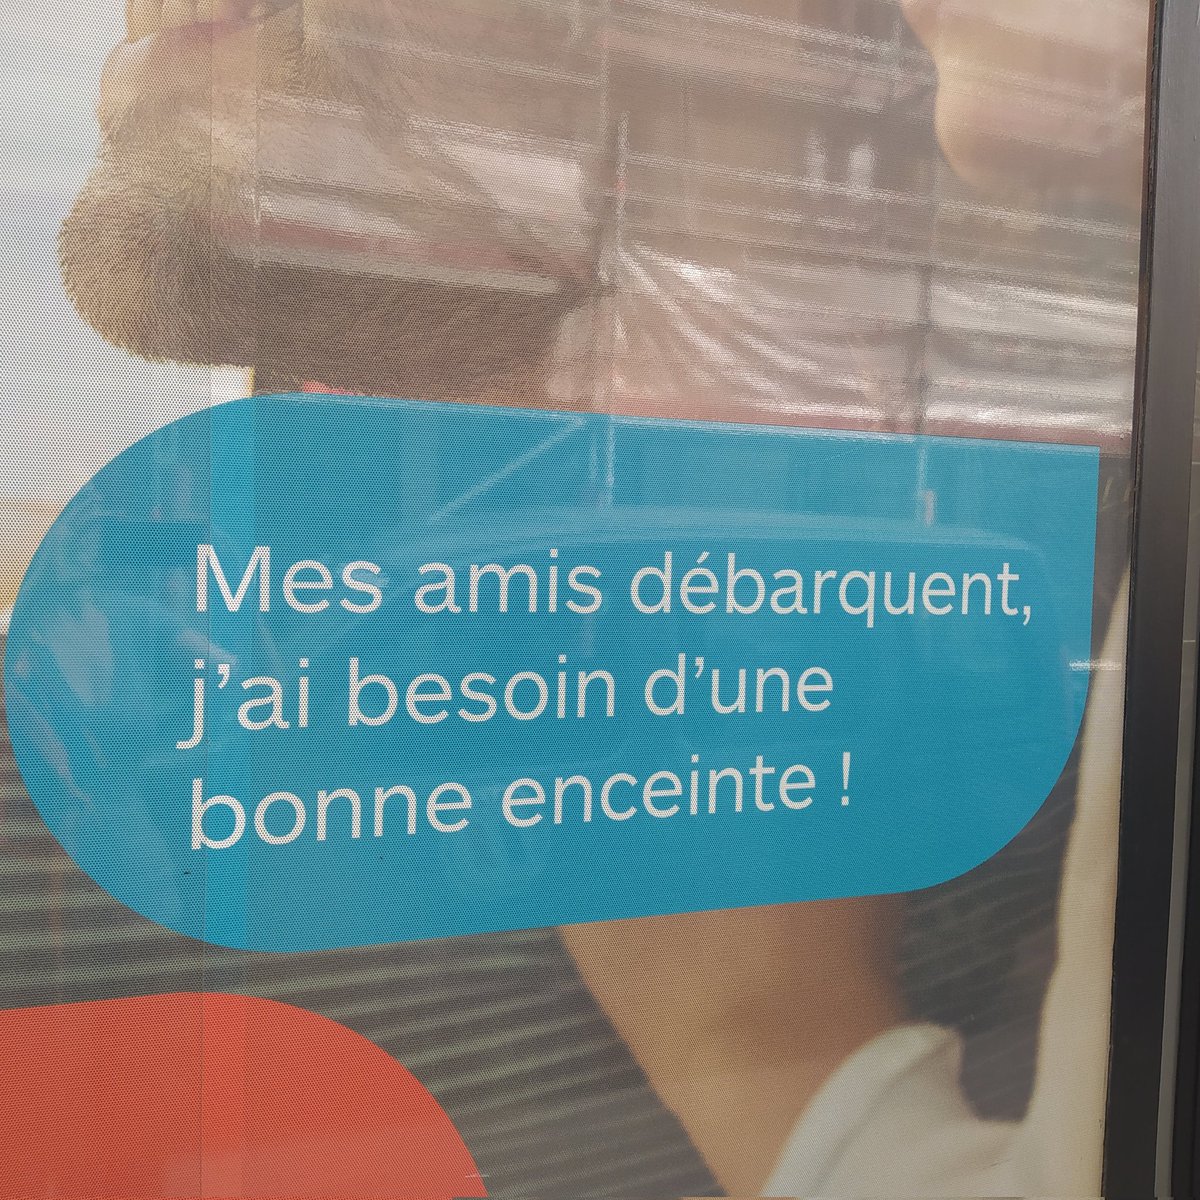 Mes amis débarquent,
j’ai besoin d’une
bonne enceinte !